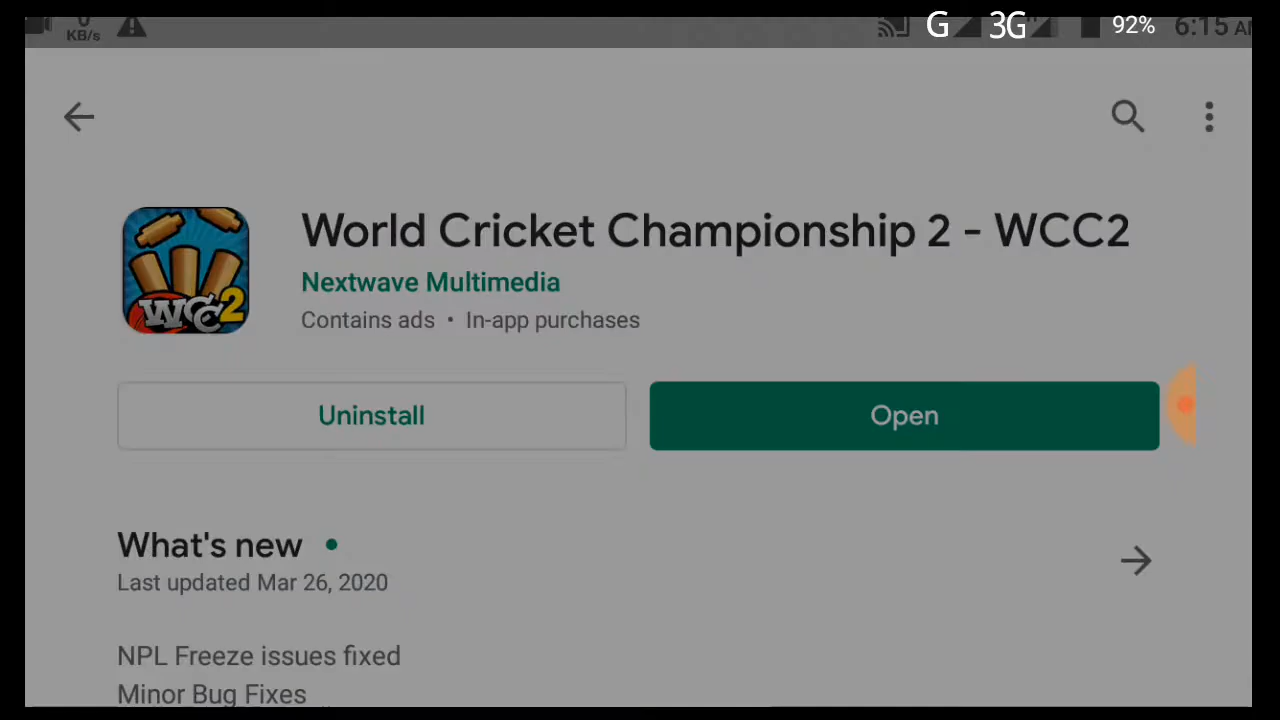 KB/s G 3G 92% 6:15
World Cricket Championship 2 - WCC2
Nextwave Multimedia
Contains ads • In-app purchases
WCC2
Uninstall Open
What's new •
Last updated Mar 26, 2020
NPL Freeze issues fixed
Minor Bug Fixes